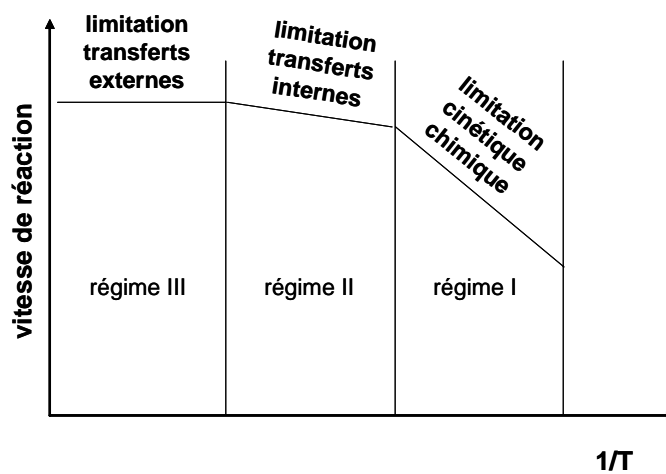 limitation
transferts
externes
limitation
transferts
internes
limitation
cinétique
chimique
vitesse de réaction
régime III
régime II
régime I
1/T